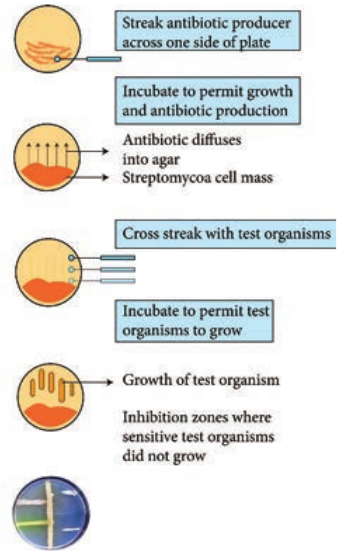 Streak antibiotic producer
across one side of plate
Incubate to permit growth
and antibiotic production
Antibiotic diffuses
into agar
Streptomycoa cell mass
Cross streak with test organisms
Incubate to permit test
organisms to grow
Growth of test organism
Inhibition zones where
sensitive test organisms
did not grow